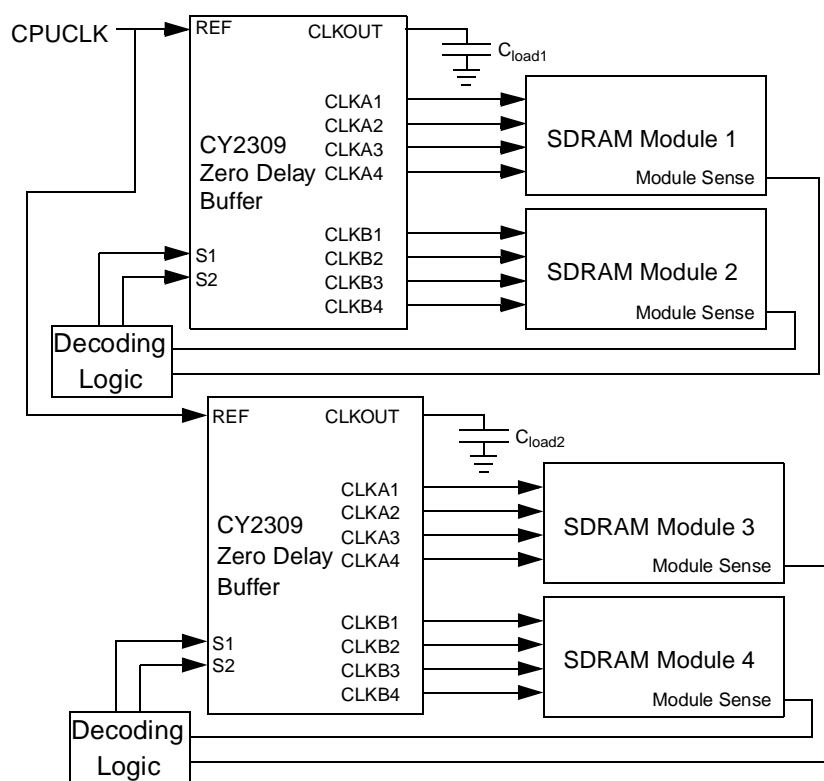 CPUCLK
REF
CLKOUT
Cload1
CLKA1
CLKA2
CLKA3
CLKA4
CY2309
Zero Delay
Buffer
SDRAM Module 1
Module Sense
CLKB1
CLKB2
CLKB3
CLKB4
S1
S2
SDRAM Module 2
Module Sense
Decoding
Logic
REF
CLKOUT
Cload2
CLKA1
CLKA2
CLKA3
CLKA4
CY2309
Zero Delay
Buffer
SDRAM Module 3
Module Sense
CLKB1
CLKB2
CLKB3
CLKB4
S1
S2
SDRAM Module 4
Module Sense
Decoding
Logic